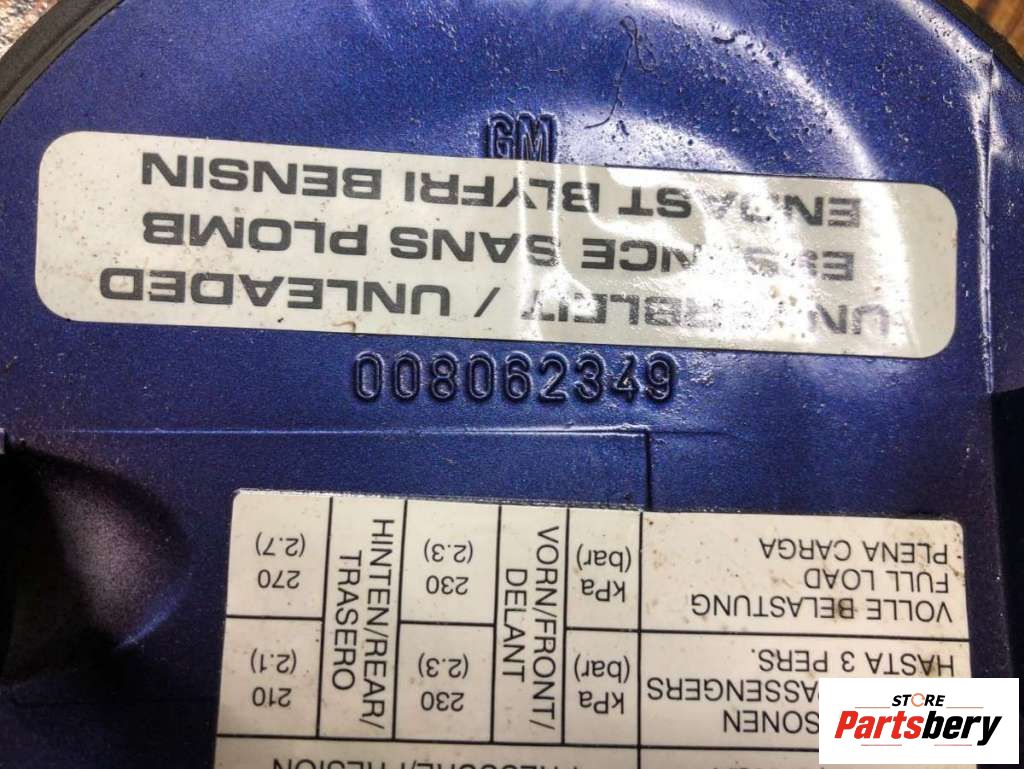 GM
UNVERBLEIT / UNLEADED
ESSENCE SANS PLOMB
ENDAST BLYFRI BENSIN
008062349
PASSENGERS
HASTA 3 PERS.
kPa
(bar)
VORN/FRONT/
DELANT
230
(2.3)
HINTEN/REAR/
TRASERO
210
(2.1)
VOLLE BELASTUNG
FULL LOAD
PLENA CARGA
kPa
(bar)
230
(2.3)
270
(2.7)
STORE
Partsbery